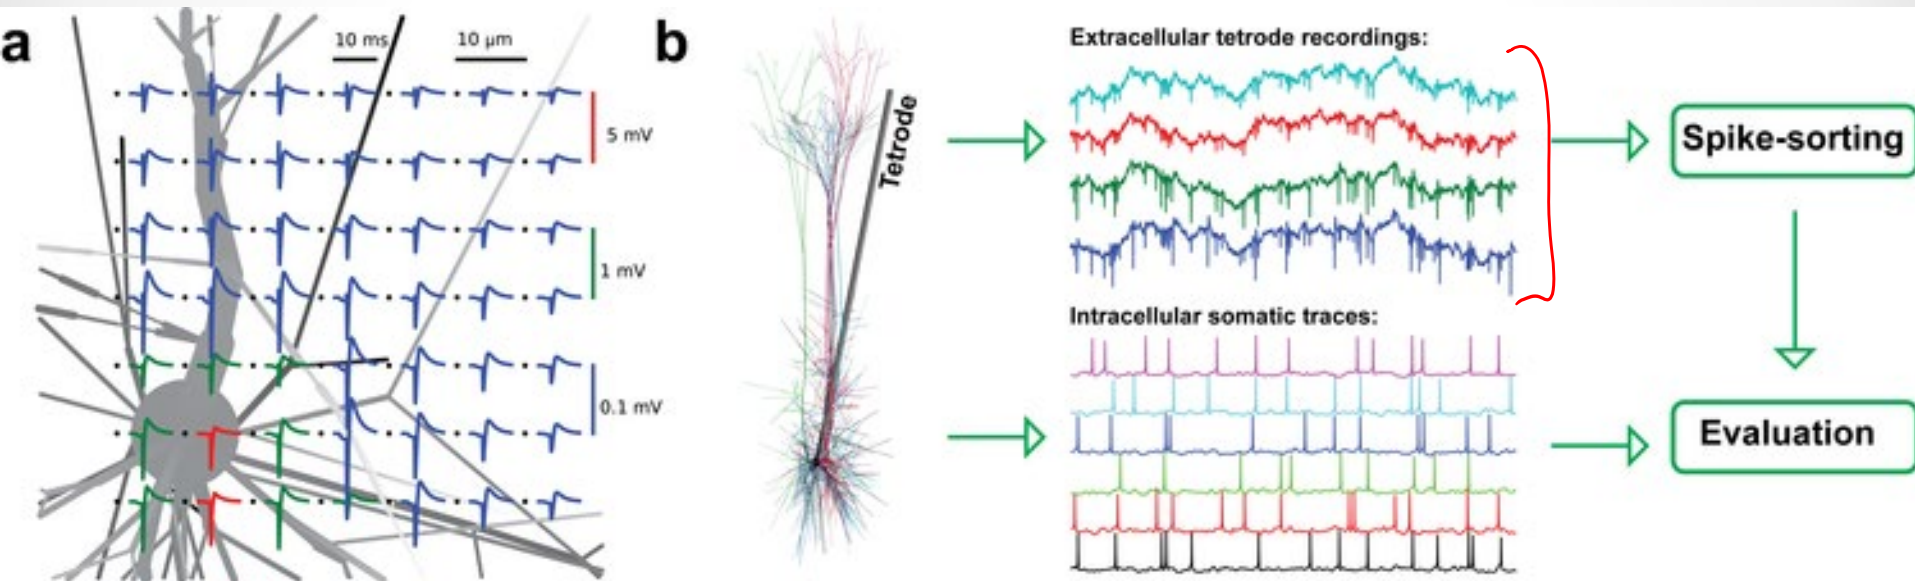 a
10 ms
10 µm
5 mV
1 mV
0.1 mV
b
Tetrode
Extracellular tetrode recordings:
Intracellular somatic traces:
Spike-sorting
Evaluation